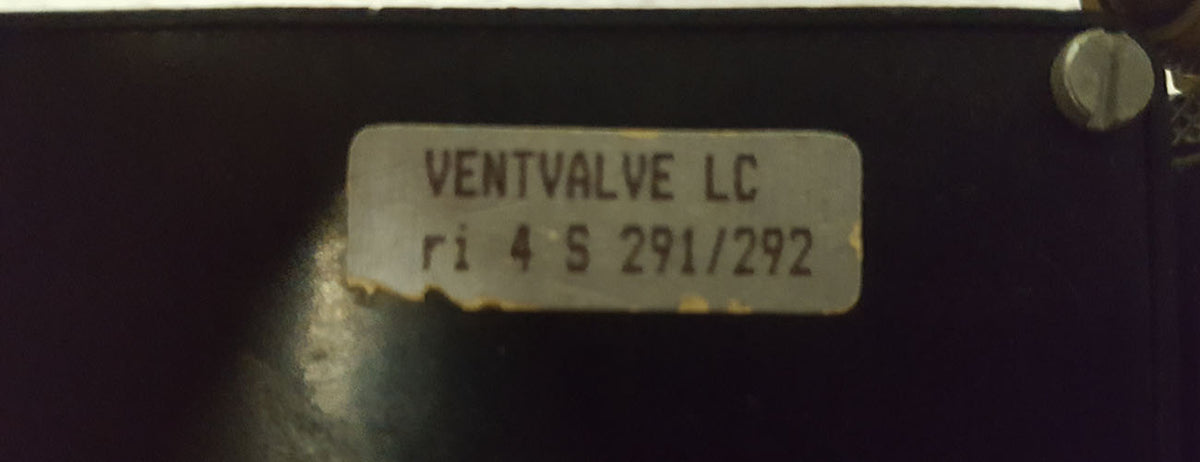 VENTVALVE LC
ri 4 S 291/292